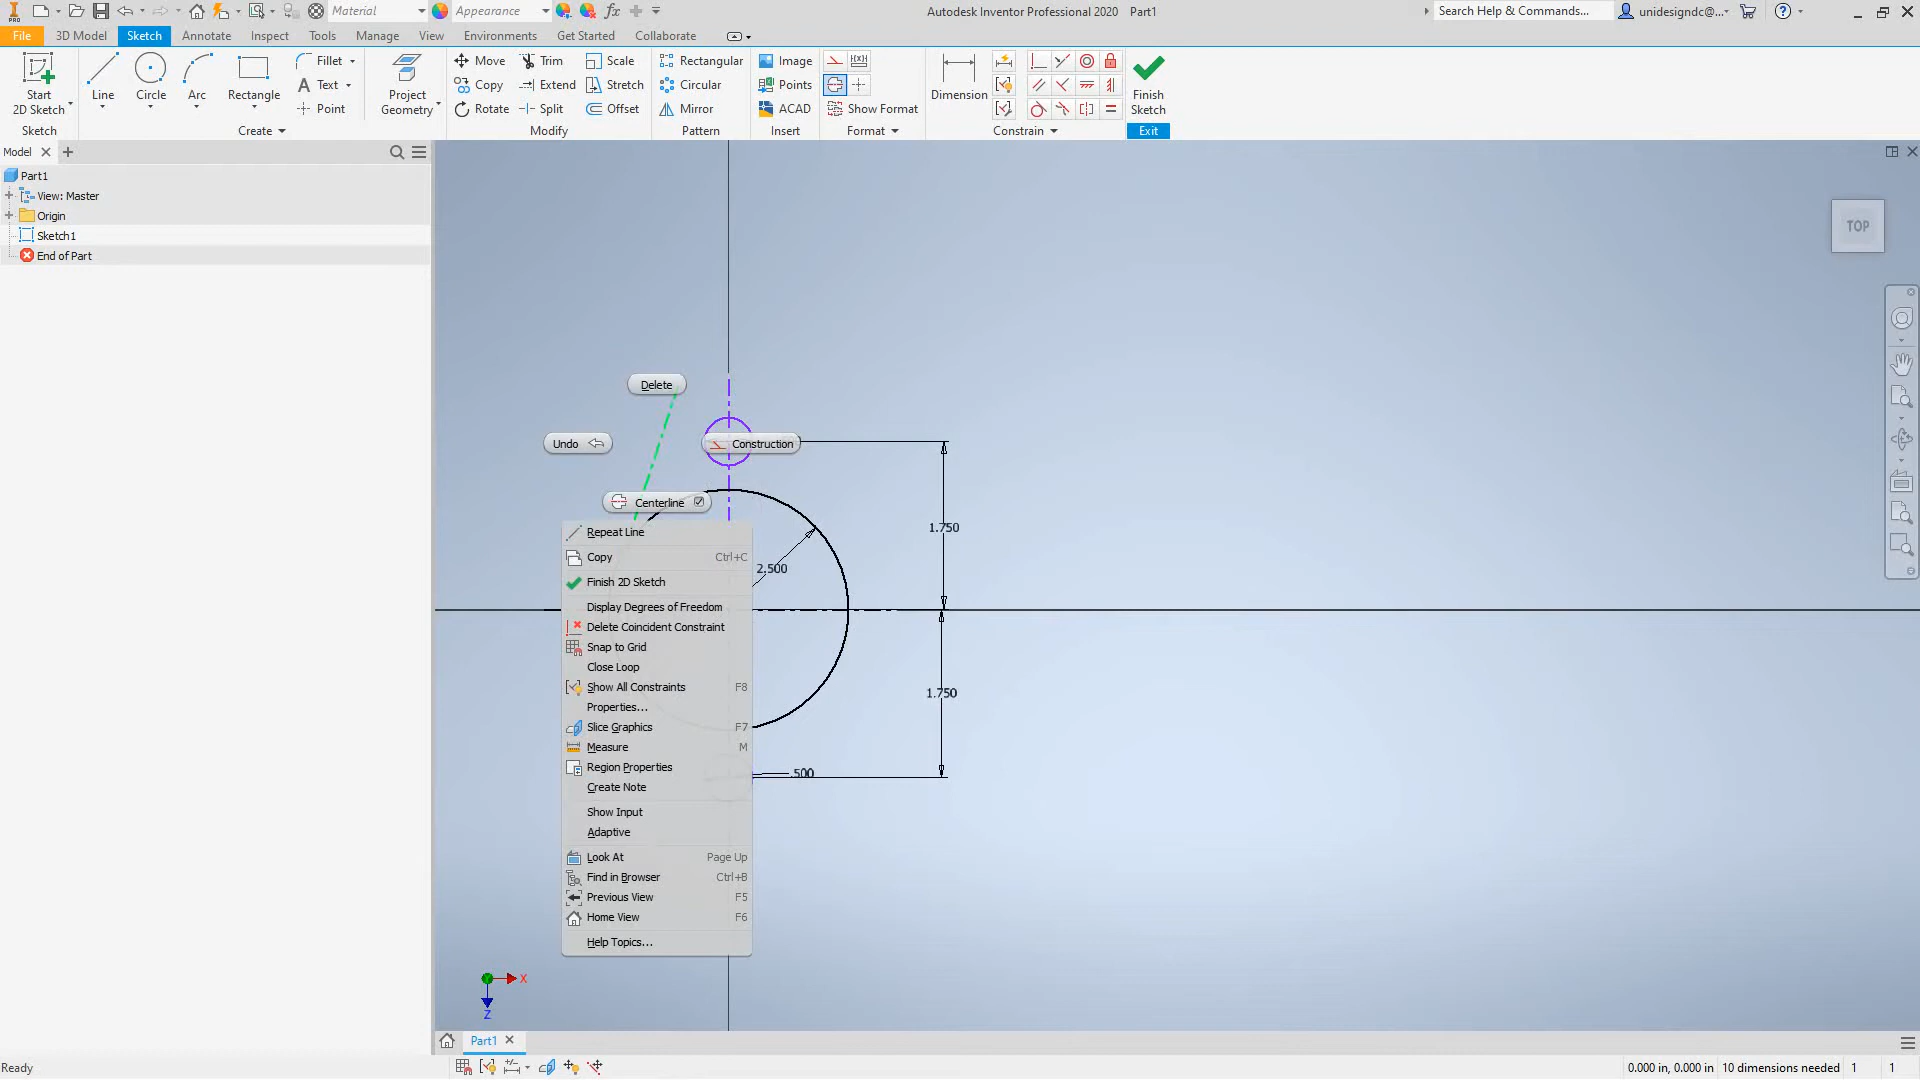 Material
Appearance
Autodesk Inventor Professional 2020 Part1
Search Help & Commands...
unidesigndc@...
PRO
File
3D Model
Sketch
Annotate
Inspect
Tools
Manage
View
Environments
Get Started
Collaborate
Start
2D Sketch
Line
Circle
Arc
Rectangle
Fillet
Text
Point
Project
Geometry
Move
Copy
Rotate
Trim
Extend
Split
Scale
Stretch
Offset
Rectangular
Circular
Mirror
Image
Points
ACAD
Show Format
Dimension
Finish
Sketch
Sketch
Create
Modify
Pattern
Insert
Format
Constrain
Exit
Model
Part1
View: Master
Origin
Sketch1
End of Part
TOP
Delete
Undo
Construction
Centerline
Repeat Line
Copy Ctrl+C
Finish 2D Sketch
Display Degrees of Freedom
Delete Coincident Constraint
Snap to Grid
Close Loop
Show All Constraints F8
Properties...
Slice Graphics F7
Measure M
Region Properties
Create Note
Show Input
Adaptive
Look At Page Up
Find in Browser Ctrl+B
Previous View F5
Home View F6
Help Topics...
1.750
2.500
1.750
.500
X
Z
Part1
Ready
0.000 in, 0.000 in 10 dimensions needed 1 1